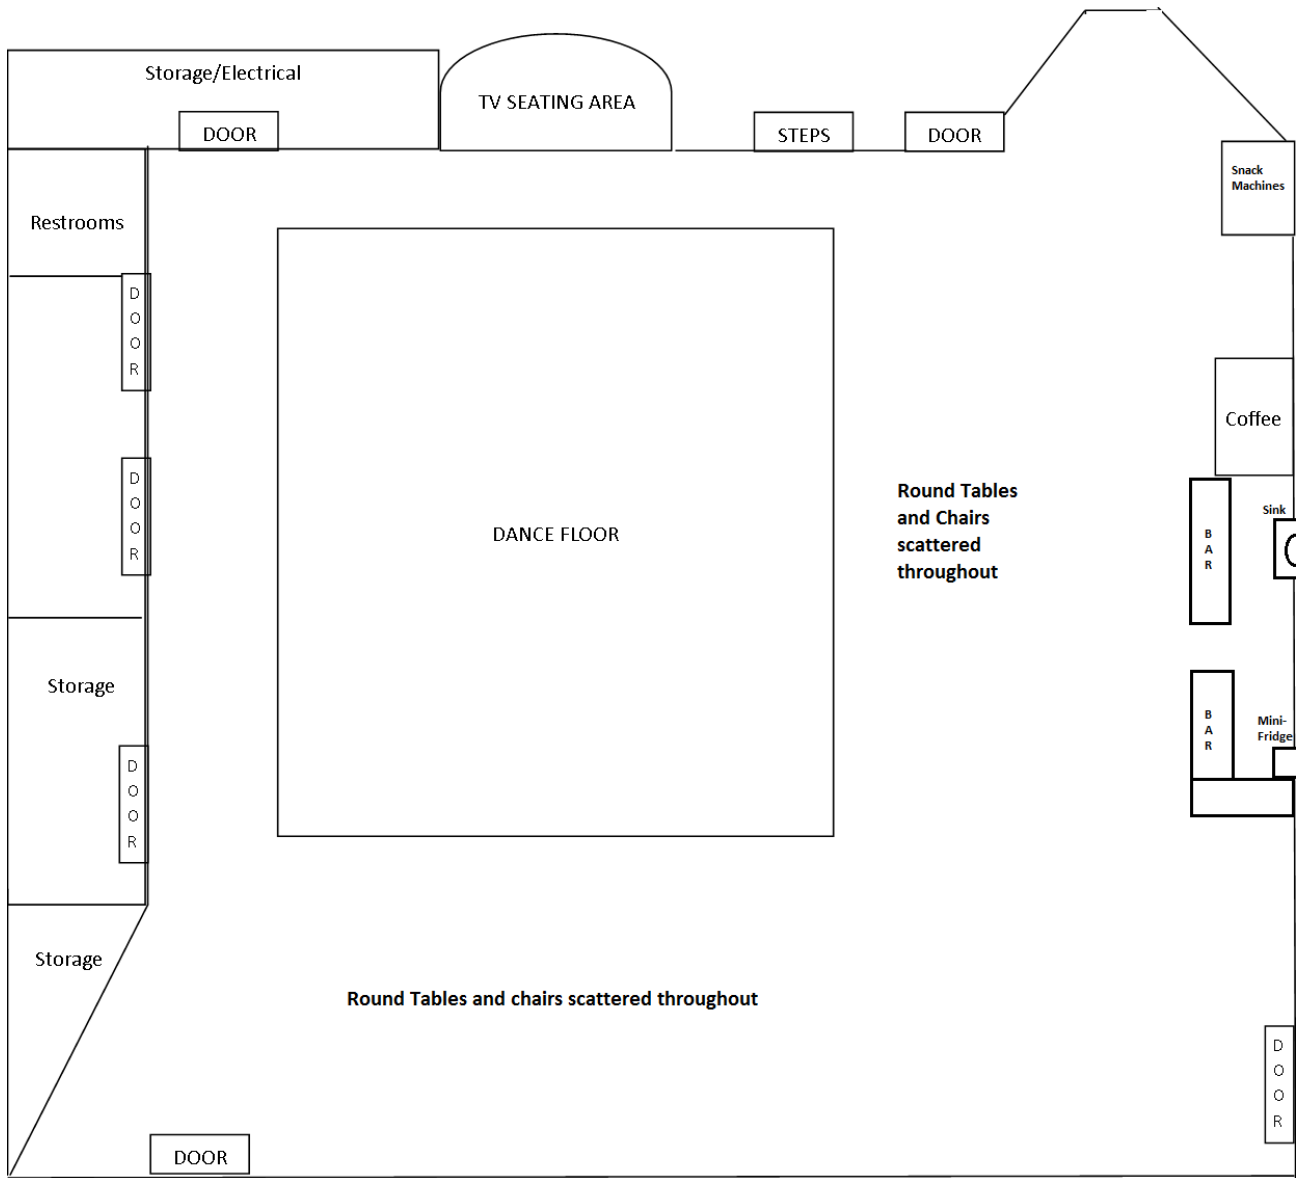 Storage/Electrical
TV SEATING AREA
DOOR
STEPS
DOOR
Snack
Machines
Restrooms
D
O
O
R
Coffee
D
O
O
R
Round Tables
and Chairs
scattered
throughout
Sink
B
A
R
DANCE FLOOR
Storage
B
A
R
Mini-
Fridge
D
O
O
R
Storage
Round Tables and chairs scattered throughout
D
O
O
R
DOOR